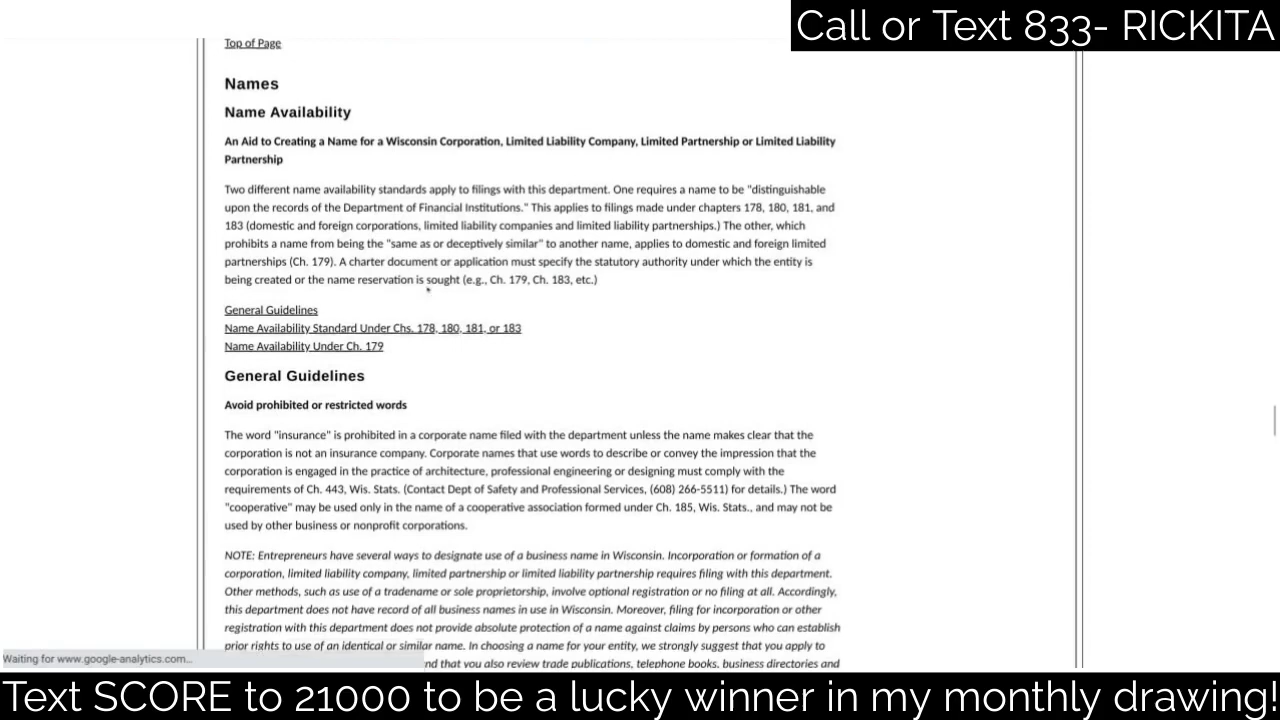 Call or Text 833- RICKITA
Top of Page
Names
Name Availability
An Aid to Creating a Name for a Wisconsin Corporation, Limited Liability Company, Limited Partnership or Limited Liability
Partnership
Two different name availability standards apply to filings with this department. One requires a name to be "distinguishable
upon the records of the Department of Financial Institutions." This applies to filings made under chapters 178, 180, 181, and
183 (domestic and foreign corporations, limited liability companies and limited liability partnerships.) The other, which
prohibits a name from being the "same as or deceptively similar" to another name, applies to domestic and foreign limited
partnerships (Ch. 179). A charter document or application must specify the statutory authority under which the entity is
being created or the name reservation is sought (e.g., Ch. 179, Ch. 183, etc.)
General Guidelines
Name Availability Standard Under Chs. 178, 180, 181, or 183
Name Availability Under Ch. 179
General Guidelines
Avoid prohibited or restricted words
The word "insurance" is prohibited in a corporate name filed with the department unless the name makes clear that the
corporation is not an insurance company. Corporate names that use words to describe or convey the impression that the
corporation is engaged in the practice of architecture, professional engineering or designing must comply with the
requirements of Ch. 443, Wis. Stats. (Contact Dept of Safety and Professional Services, (608) 266-5511) for details.) The word
"cooperative" may be used only in the name of a cooperative association formed under Ch. 185, Wis. Stats., and may not be
used by other business or nonprofit corporations.
NOTE: Entrepreneurs have several ways to designate use of a business name in Wisconsin. Incorporation or formation of a
corporation, limited liability company, limited partnership or limited liability partnership requires filing with this department.
Other methods, such as use of a tradename or sole proprietorship, involve optional registration or no filing at all. Accordingly,
this department does not have record of all business names in use in Wisconsin. Moreover, filing for incorporation or other
registration with this department does not provide absolute protection of a name against claims by persons who can establish
prior rights to use of an identical or similar name. In choosing a name for your entity, we strongly suggest that you apply to
Waiting for www.google-analytics.com...
that you also review trade publications, telephone books, business directories and
Text SCORE to 21000 to be a lucky winner in my monthly drawing!